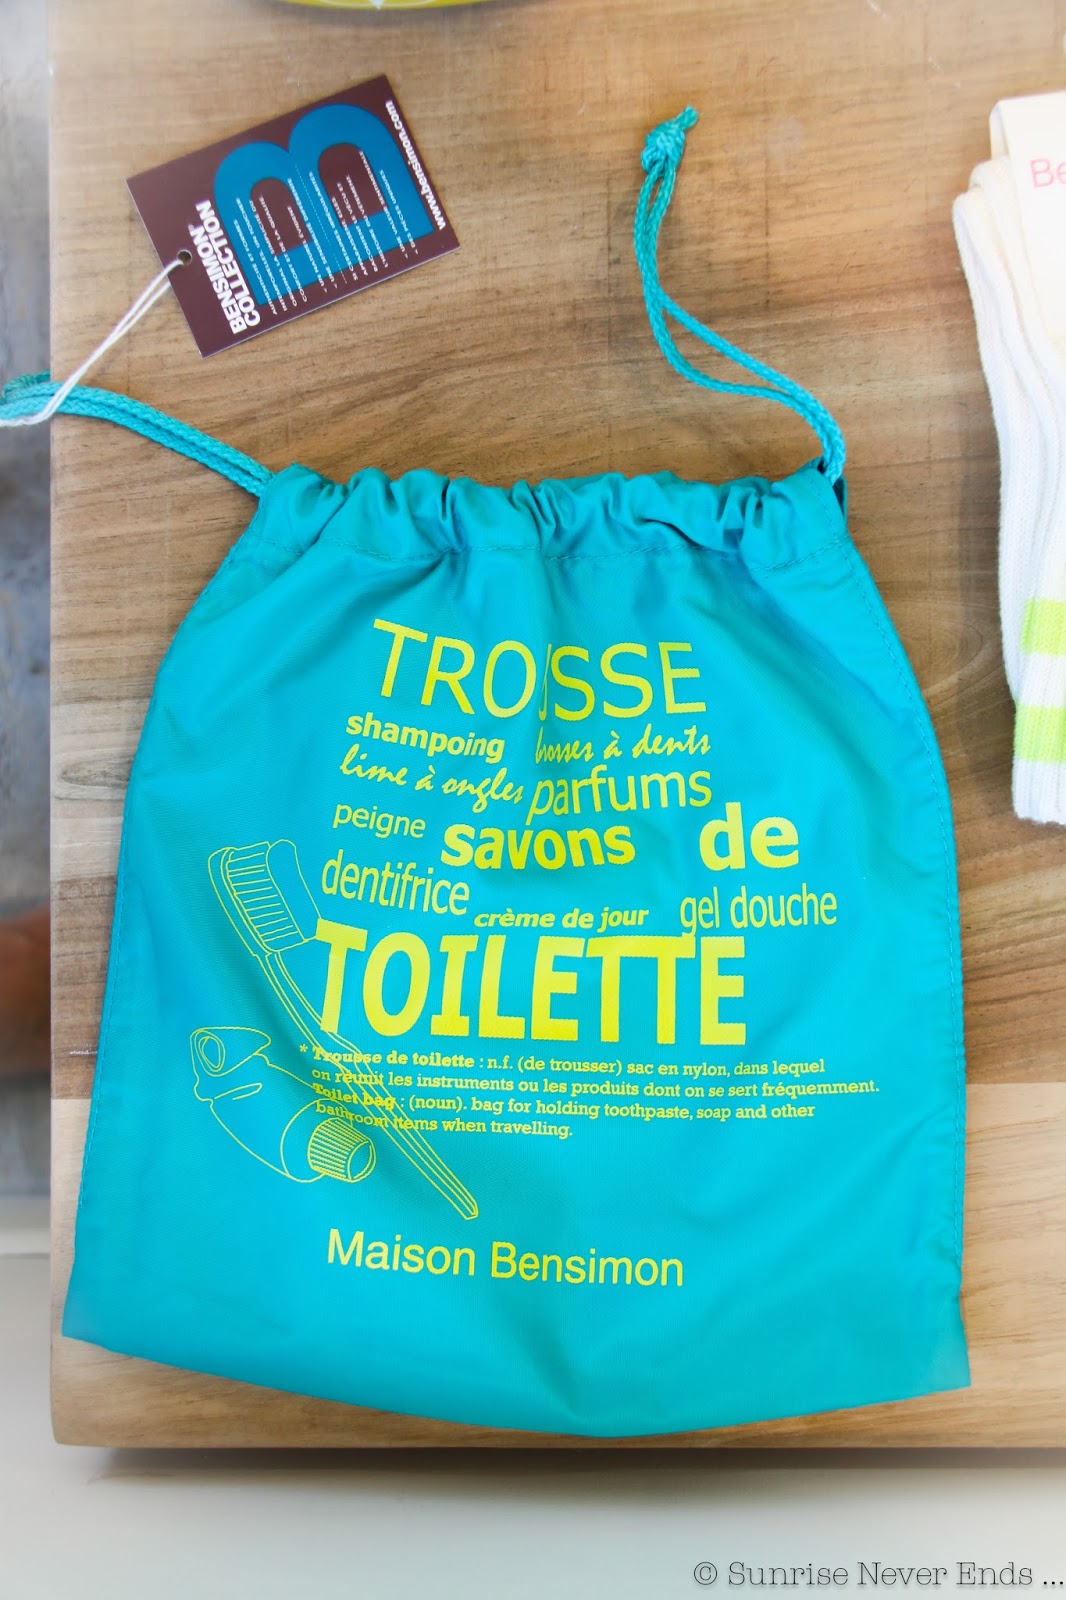 BENSIMON
COLLECTION
www.bensimon.com
Be
TROUSSE
shampoing brosses à dents
lime à ongles parfums
peigne savons de
dentifrice crème de jour gel douche
TOILETTE
* Trousse de toilette : n.f. (de trousser) sac en nylon, dans lequel
on réunit les instruments ou les produits dont on se sert fréquemment.
Toilet bag : (noun). bag for holding toothpaste, soap and other
bathroom items when travelling.
Maison Bensimon
© Sunrise Never Ends ...